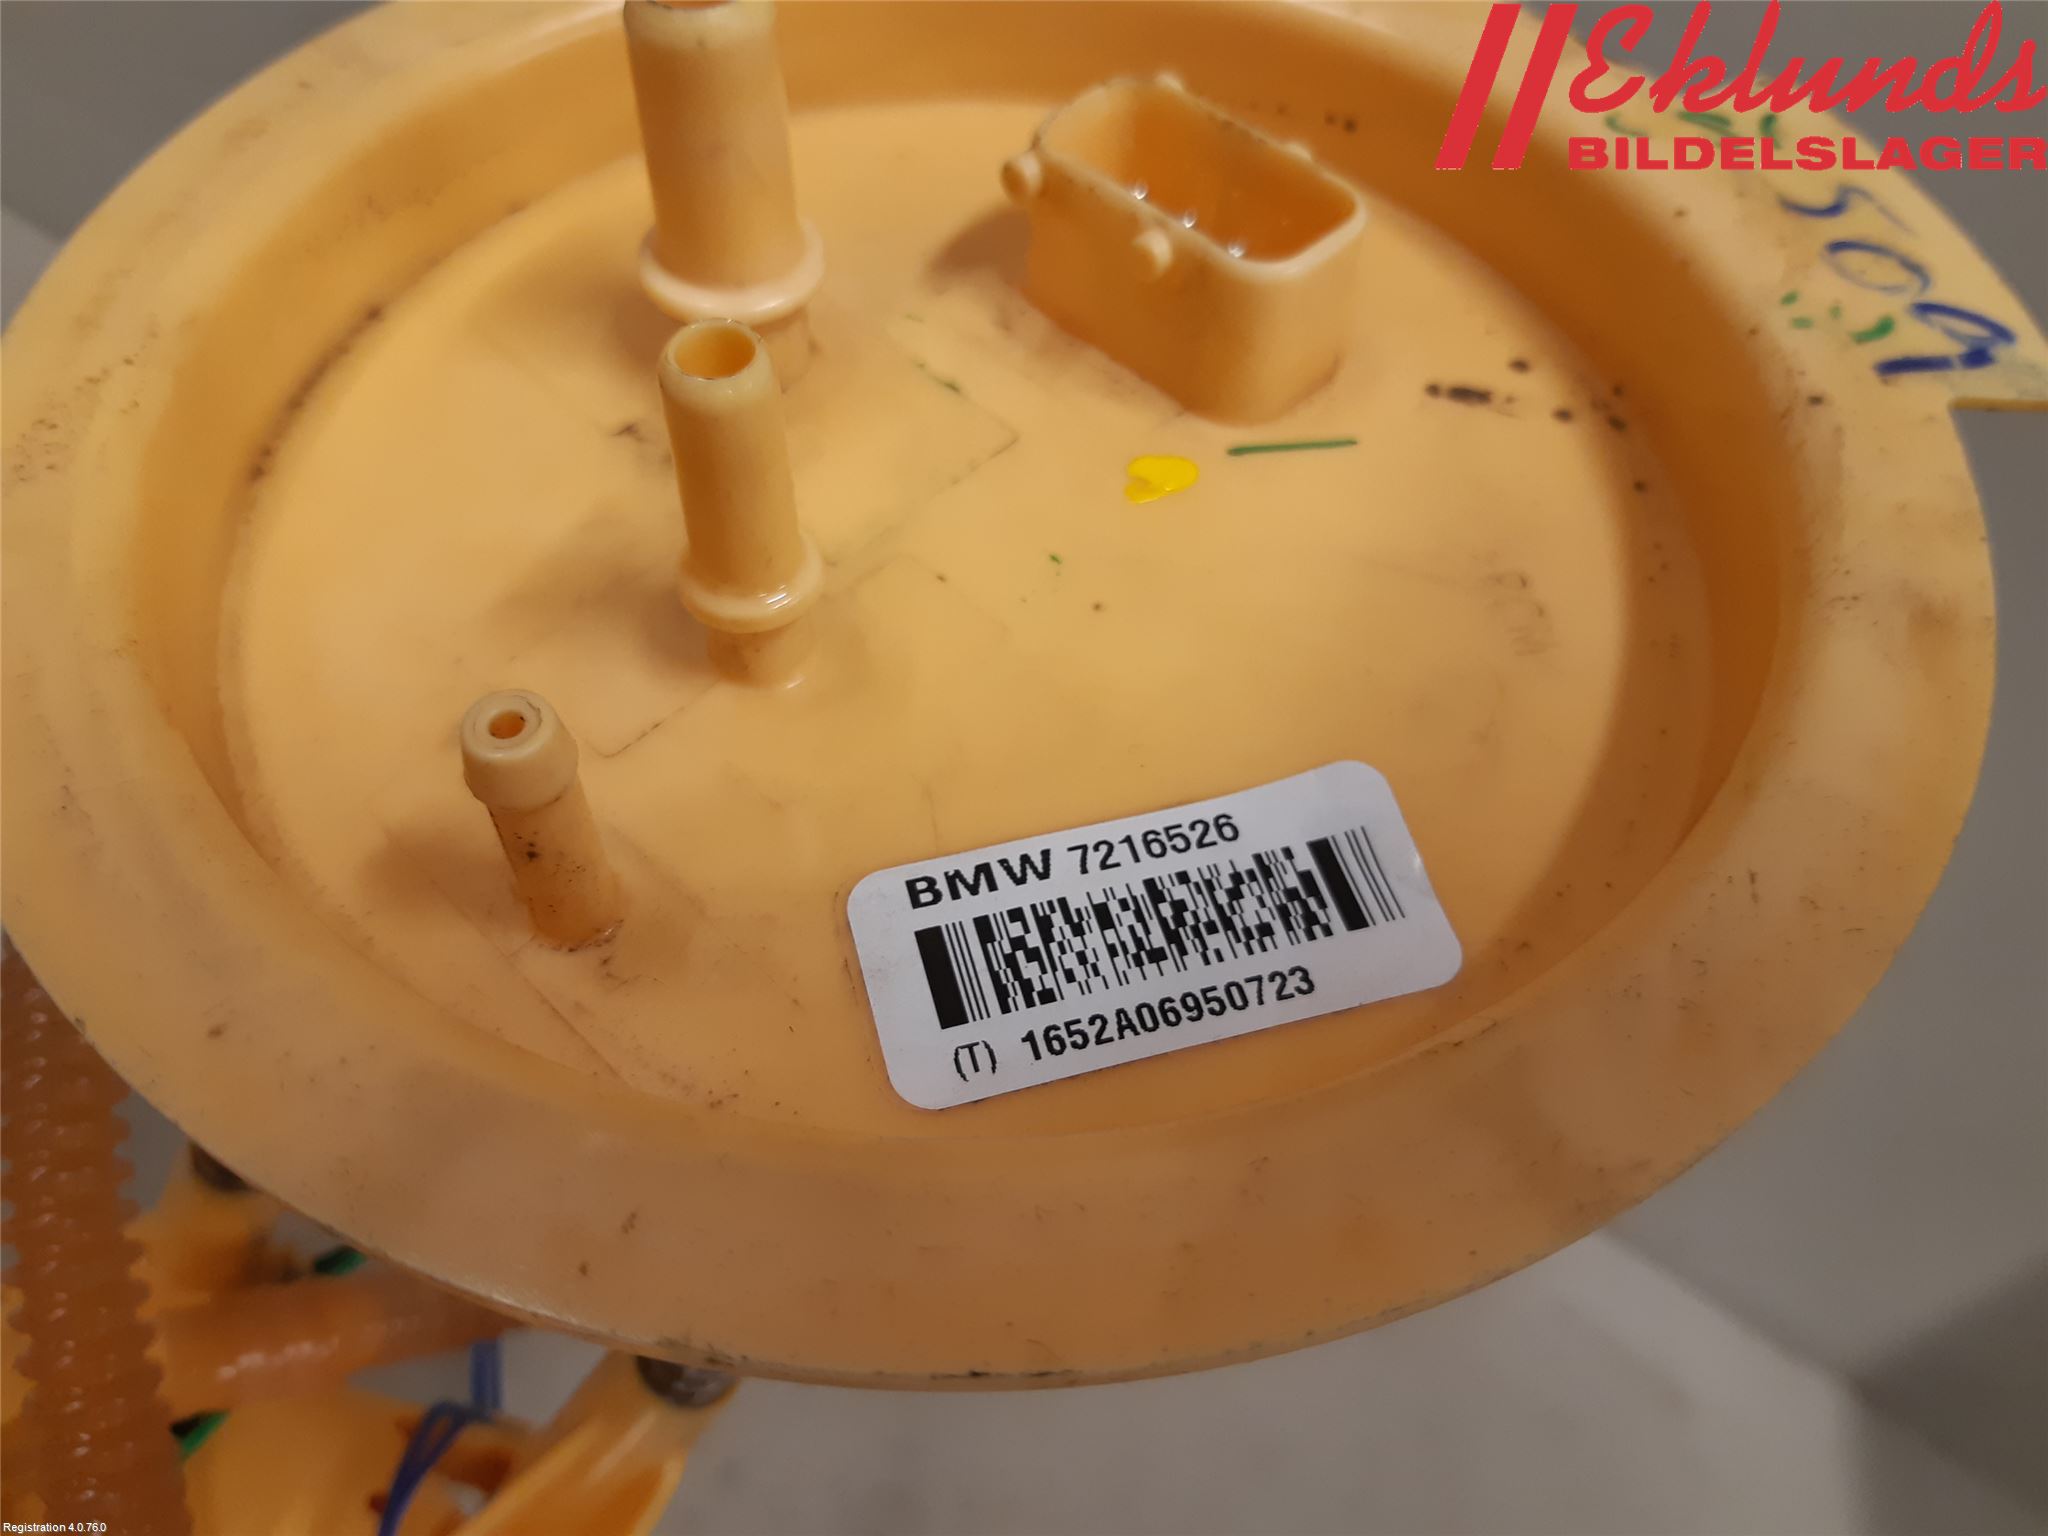 Eklunds
BILDELSLAGER
BMW 7216526
(T) 1652A06950723
Registration 4.0.76.0